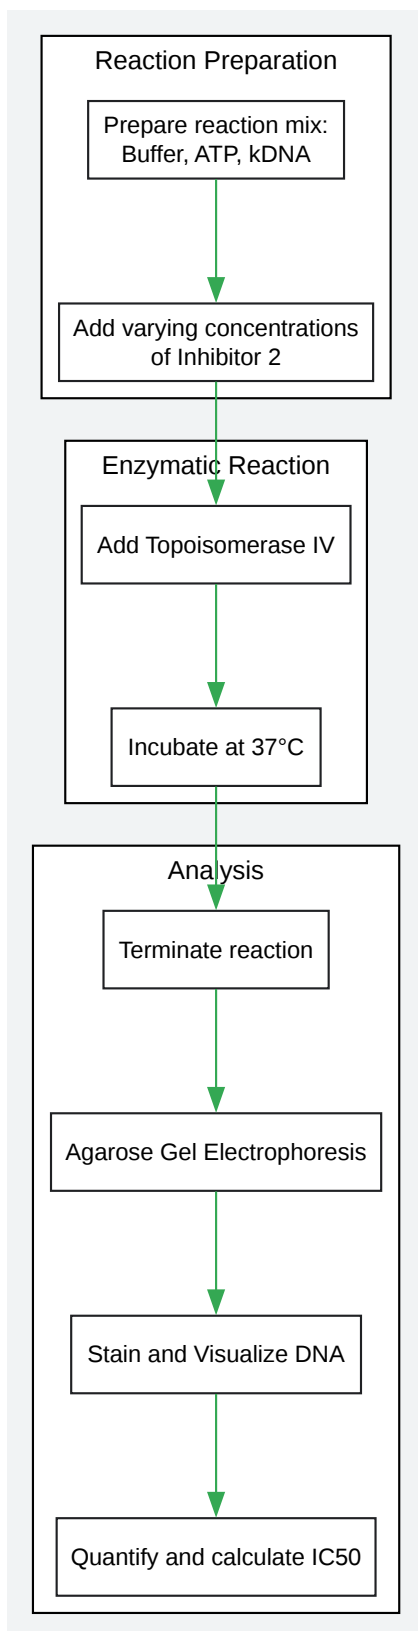 Reaction Preparation
Prepare reaction mix:
Buffer, ATP, kDNA
Add varying concentrations
of Inhibitor 2
Enzymatic Reaction
Add Topoisomerase IV
Incubate at 37°C
Analysis
Terminate reaction
Agarose Gel Electrophoresis
Stain and Visualize DNA
Quantify and calculate IC50